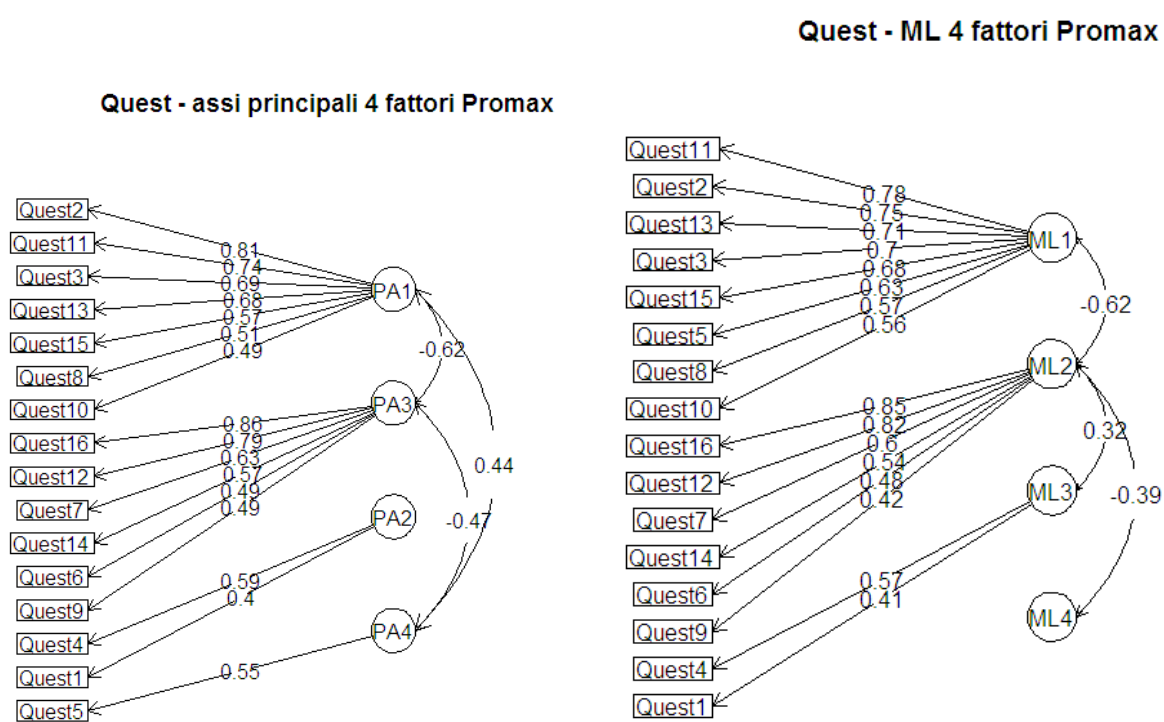 Quest - assi principali 4 fattori Promax
Quest2
Quest11
Quest3
Quest13
Quest15
Quest8
Quest10
Quest16
Quest12
Quest7
Quest14
Quest6
Quest9
Quest4
Quest1
Quest5
0.81
0.74
0.69
0.68
0.57
0.51
0.49
0.86
0.79
0.63
0.57
0.49
0.49
0.59
0.4
0.55
PA1
PA3
PA2
PA4
-0.62
0.44
-0.47
Quest - ML 4 fattori Promax
Quest11
Quest2
Quest13
Quest3
Quest15
Quest5
Quest8
Quest10
Quest16
Quest12
Quest7
Quest14
Quest6
Quest9
Quest4
Quest1
0.78
0.75
0.71
0.7
0.68
0.63
0.57
0.56
0.85
0.82
0.6
0.54
0.48
0.42
0.57
0.41
ML1
ML2
ML3
ML4
-0.62
0.32
-0.39